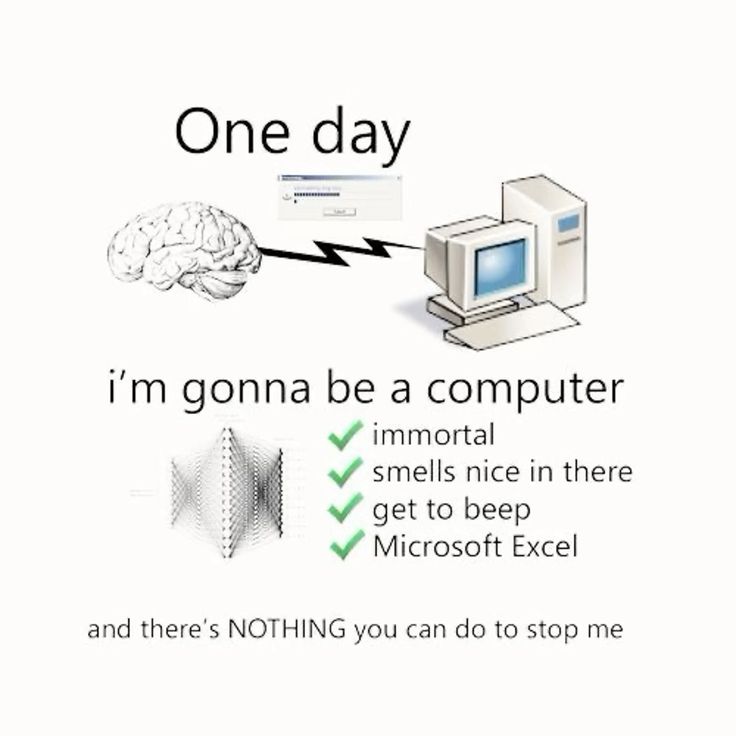 One day
i'm gonna be a computer
immortal
smells nice in there
get to beep
Microsoft Excel
and there's NOTHING you can do to stop me